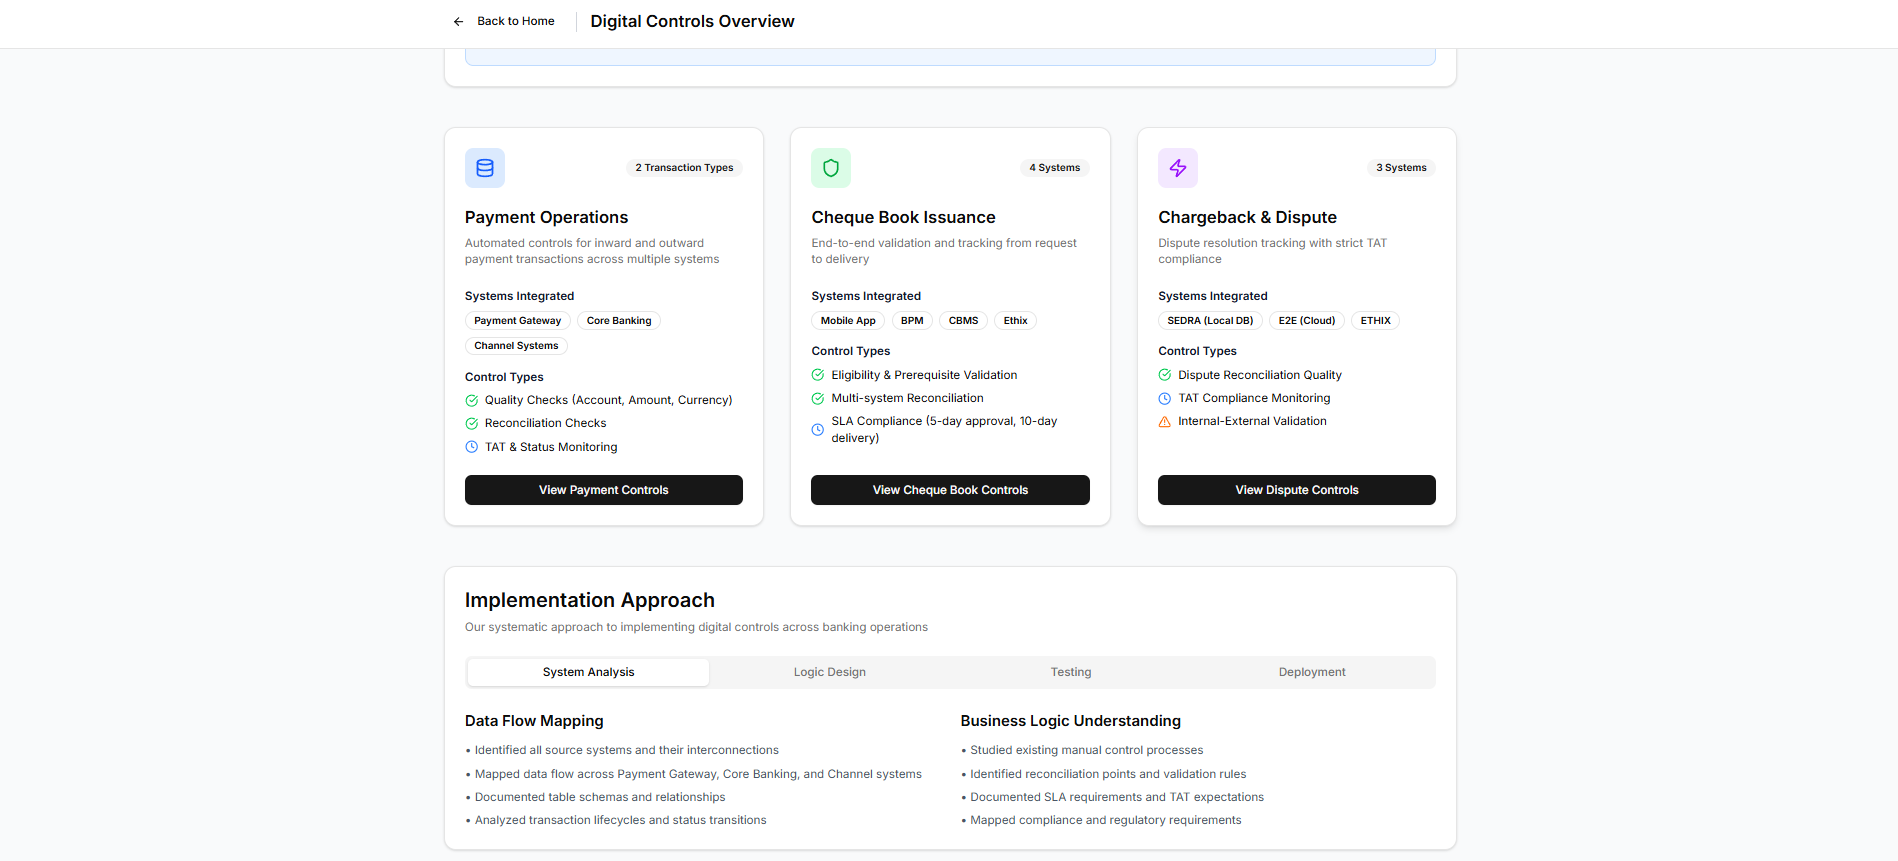 Back to Home
Digital Controls Overview
2 Transaction Types
Payment Operations
Automated controls for inward and outward
payment transactions across multiple systems
Systems Integrated
Payment Gateway
Core Banking
Channel Systems
Control Types
Quality Checks (Account, Amount, Currency)
Reconciliation Checks
TAT & Status Monitoring
View Payment Controls
4 Systems
Cheque Book Issuance
End-to-end validation and tracking from request
to delivery
Systems Integrated
Mobile App
BPM
CBMS
Ethix
Control Types
Eligibility & Prerequisite Validation
Multi-system Reconciliation
SLA Compliance (5-day approval, 10-day
delivery)
View Cheque Book Controls
3 Systems
Chargeback & Dispute
Dispute resolution tracking with strict TAT
compliance
Systems Integrated
SEDRA (Local DB)
E2E (Cloud)
ETHIX
Control Types
Dispute Reconciliation Quality
TAT Compliance Monitoring
Internal-External Validation
View Dispute Controls
Implementation Approach
Our systematic approach to implementing digital controls across banking operations
System Analysis
Logic Design
Testing
Deployment
Data Flow Mapping
• Identified all source systems and their interconnections
• Mapped data flow across Payment Gateway, Core Banking, and Channel systems
• Documented table schemas and relationships
• Analyzed transaction lifecycles and status transitions
Business Logic Understanding
• Studied existing manual control processes
• Identified reconciliation points and validation rules
• Documented SLA requirements and TAT expectations
• Mapped compliance and regulatory requirements